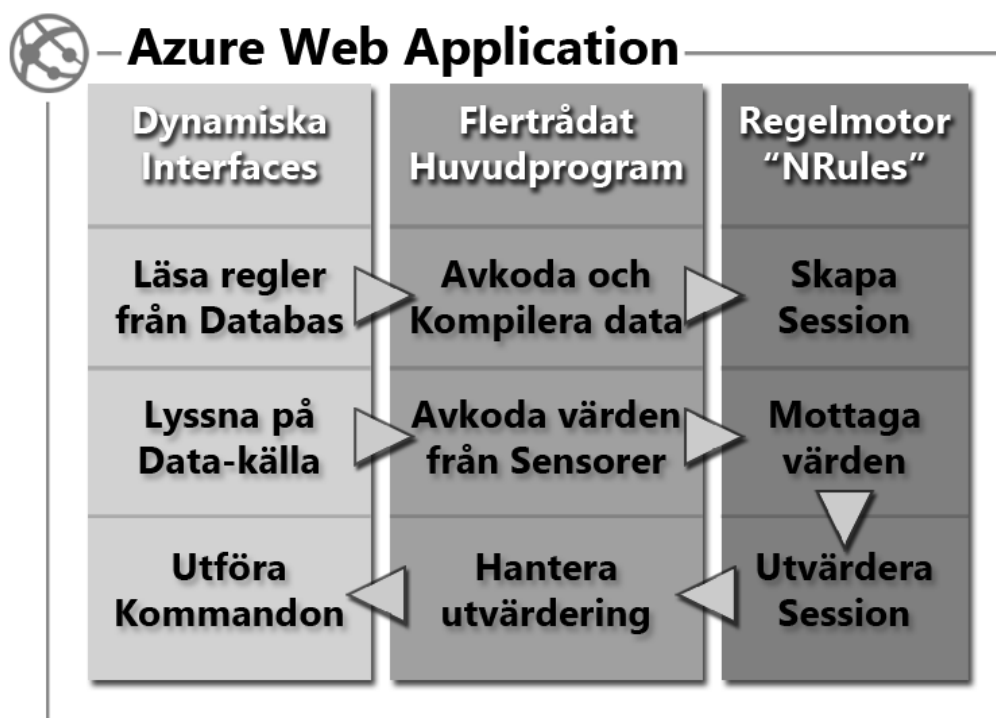 Azure Web Application
Dynamiska
Interfaces
Flertrådat
Huvudprogram
Regelmotor
“NRules”
Läsa regler
från Databas
Avkoda och
Kompilera data
Skapa
Session
Lyssna på
Data-källa
Avkoda värden
från Sensorer
Mottaga
värden
Utföra
Kommandon
Hantera
utvärdering
Utvärdera
Session